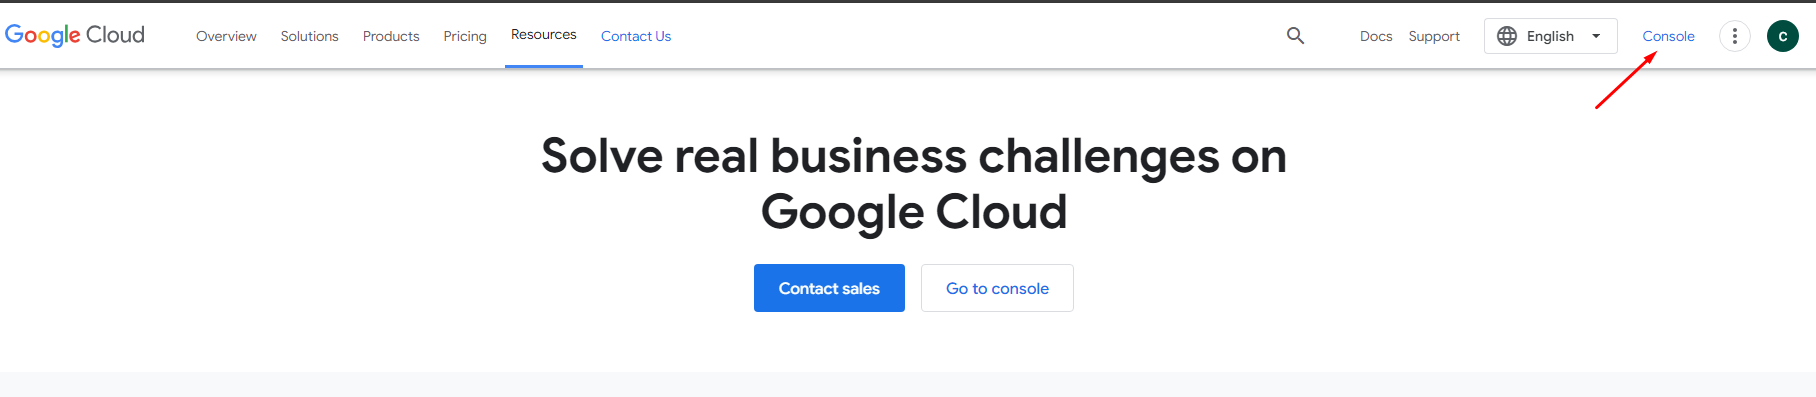 Google Cloud Overview Solutions Products Pricing Resources Contact Us Docs Support English Console C
Solve real business challenges on
Google Cloud
Contact sales Go to console